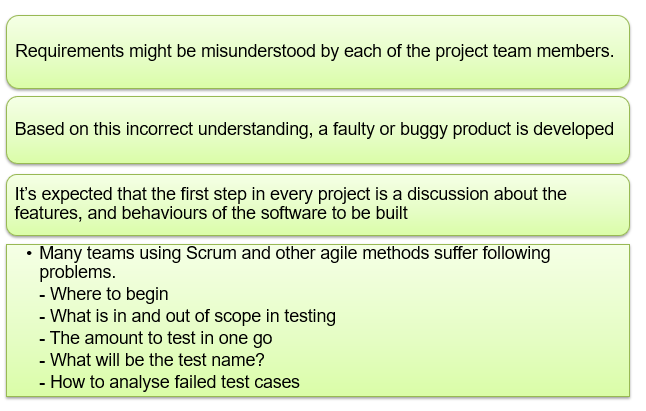 Requirements might be misunderstood by each of the project team members.
Based on this incorrect understanding, a faulty or buggy product is developed
It's expected that the first step in every project is a discussion about the
features, and behaviours of the software to be built
• Many teams using Scrum and other agile methods suffer following
problems.
- Where to begin
- What is in and out of scope in testing
- The amount to test in one go
- What will be the test name?
- How to analyse failed test cases